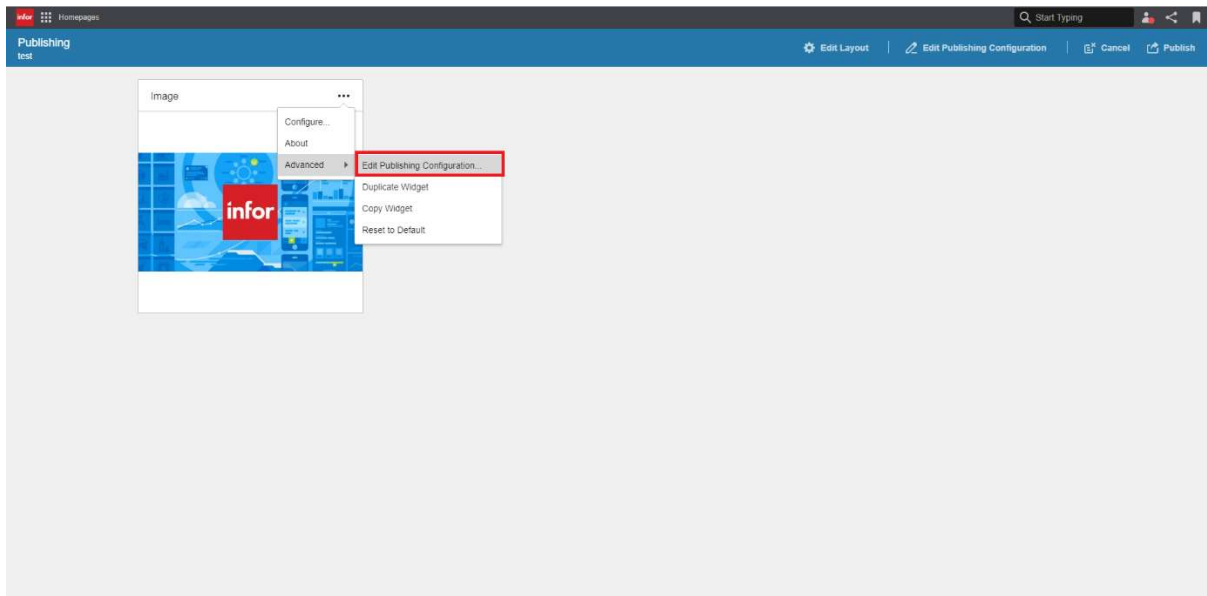 infor Homepages Start Typing
Publishing
test
Edit Layout Edit Publishing Configuration Cancel Publish
Image
Configure...
About
Advanced Edit Publishing Configuration...
Duplicate Widget
Copy Widget
Reset to Default
infor